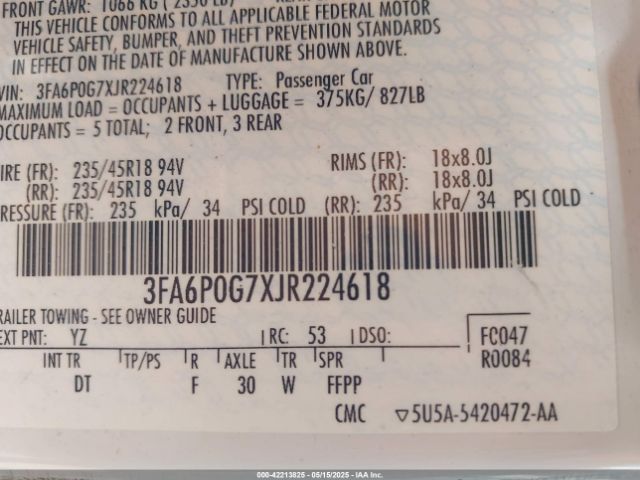 FRONT GAWR: 1066 KG ( 2350 LB)
THIS VEHICLE CONFORMS TO ALL APPLICABLE FEDERAL MOTOR
VEHICLE SAFETY, BUMPER, AND THEFT PREVENTION STANDARDS
IN EFFECT ON THE DATE OF MANUFACTURE SHOWN ABOVE.
VIN: 3FA6P0G7XJR224618 TYPE: Passenger Car
MAXIMUM LOAD = OCCUPANTS + LUGGAGE = 375KG/ 827LB
OCCUPANTS = 5 TOTAL; 2 FRONT, 3 REAR
IRE (FR): 235/45R18 94V RIMS (FR): 18x8.0J
(RR): 235/45R18 94V (RR): 18x8.0J
PRESSURE (FR): 235 kPa/ 34 PSI COLD (RR): 235 kPa/ 34 PSI COLD
3FA6P0G7XJR224618
RAILER TOWING - SEE OWNER GUIDE
EXT PNT: YZ RC: 53 DSO: FC047
R0084
INT TR TP/PS R AXLE TR SPR
DT F 30 W FFPP
CMC ▽5U5A-5420472-AA
000-42213825 - 05/15/2025 - IAA Inc.